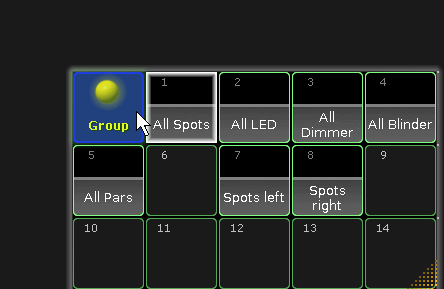 1
2
3
4
Group
All Spots
All LED
All
Dimmer
All Blinder
5
6
7
8
9
All Pars
Spots left
Spots
right
10
11
12
13
14